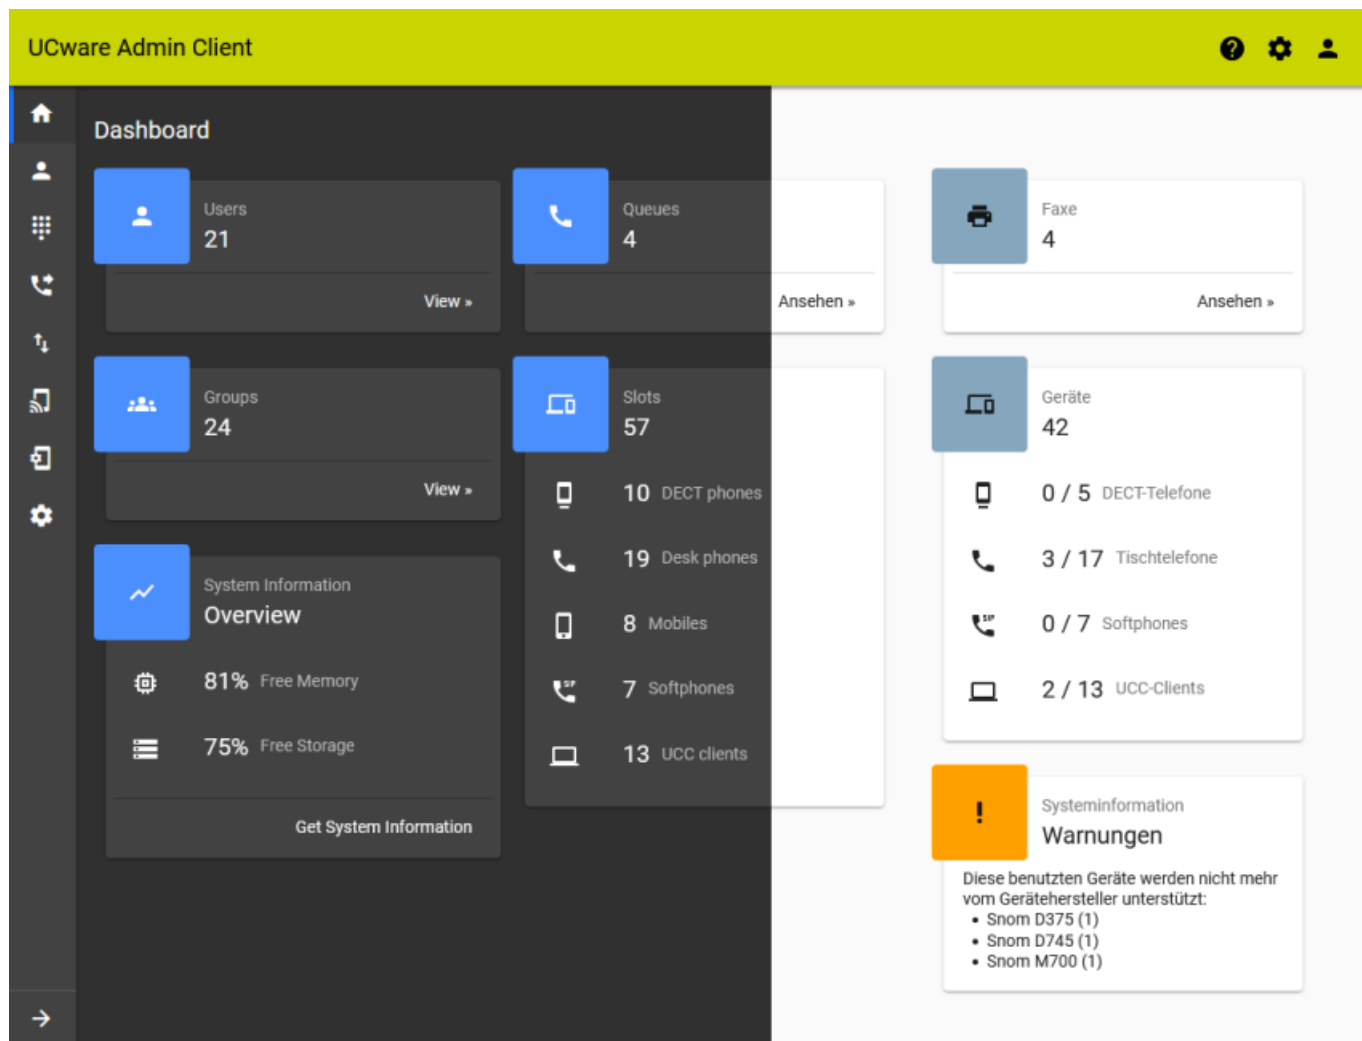 UCware Admin Client
Dashboard
Users
21
View »
Queues
4
Ansehen »
Faxe
4
Ansehen »
Groups
24
View »
Slots
57
10 DECT phones
19 Desk phones
8 Mobiles
7 Softphones
13 UCC clients
Geräte
42
0 / 5 DECT-Telefone
3 / 17 Tischtelefone
0 / 7 Softphones
2 / 13 UCC-Clients
System Information
Overview
81% Free Memory
75% Free Storage
Get System Information
Systeminformation
Warnungen
Diese benutzten Geräte werden nicht mehr
vom Gerätehersteller unterstützt:
• Snom D375 (1)
• Snom D745 (1)
• Snom M700 (1)